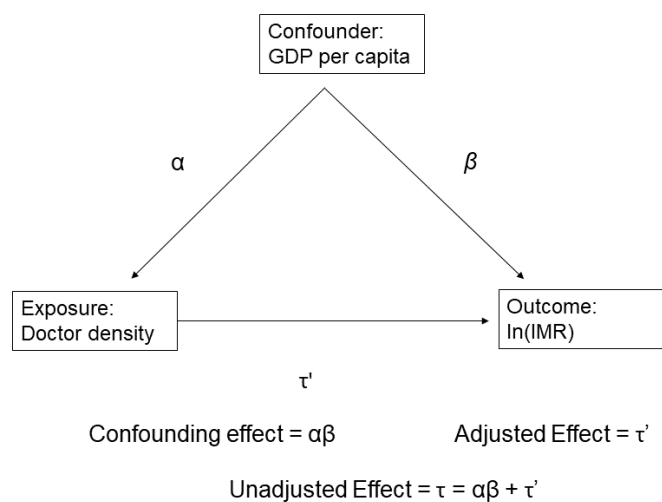 Confounder:
GDP per capita
α
β
Exposure:
Doctor density
Outcome:
ln(IMR)
τ'
Confounding effect = αβ
Adjusted Effect = τ’
Unadjusted Effect = τ = αβ + τ’